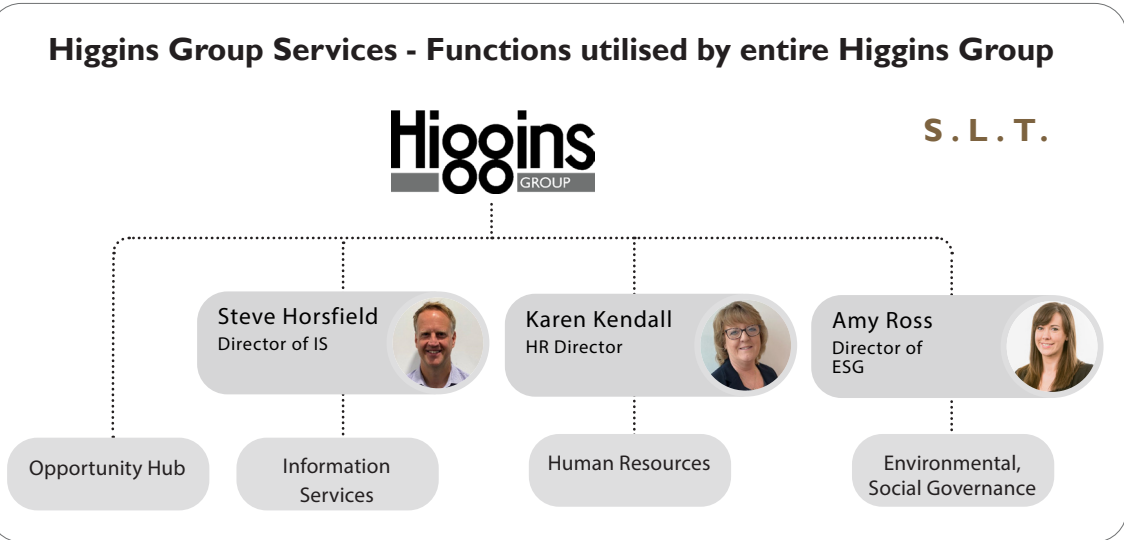 Higgins Group Services - Functions utilised by entire Higgins Group
Higgins
GROUP
S.L.T.
Steve Horsfield
Director of IS
Karen Kendall
HR Director
Amy Ross
Director of
ESG
Opportunity Hub
Information
Services
Human Resources
Environmental,
Social Governance